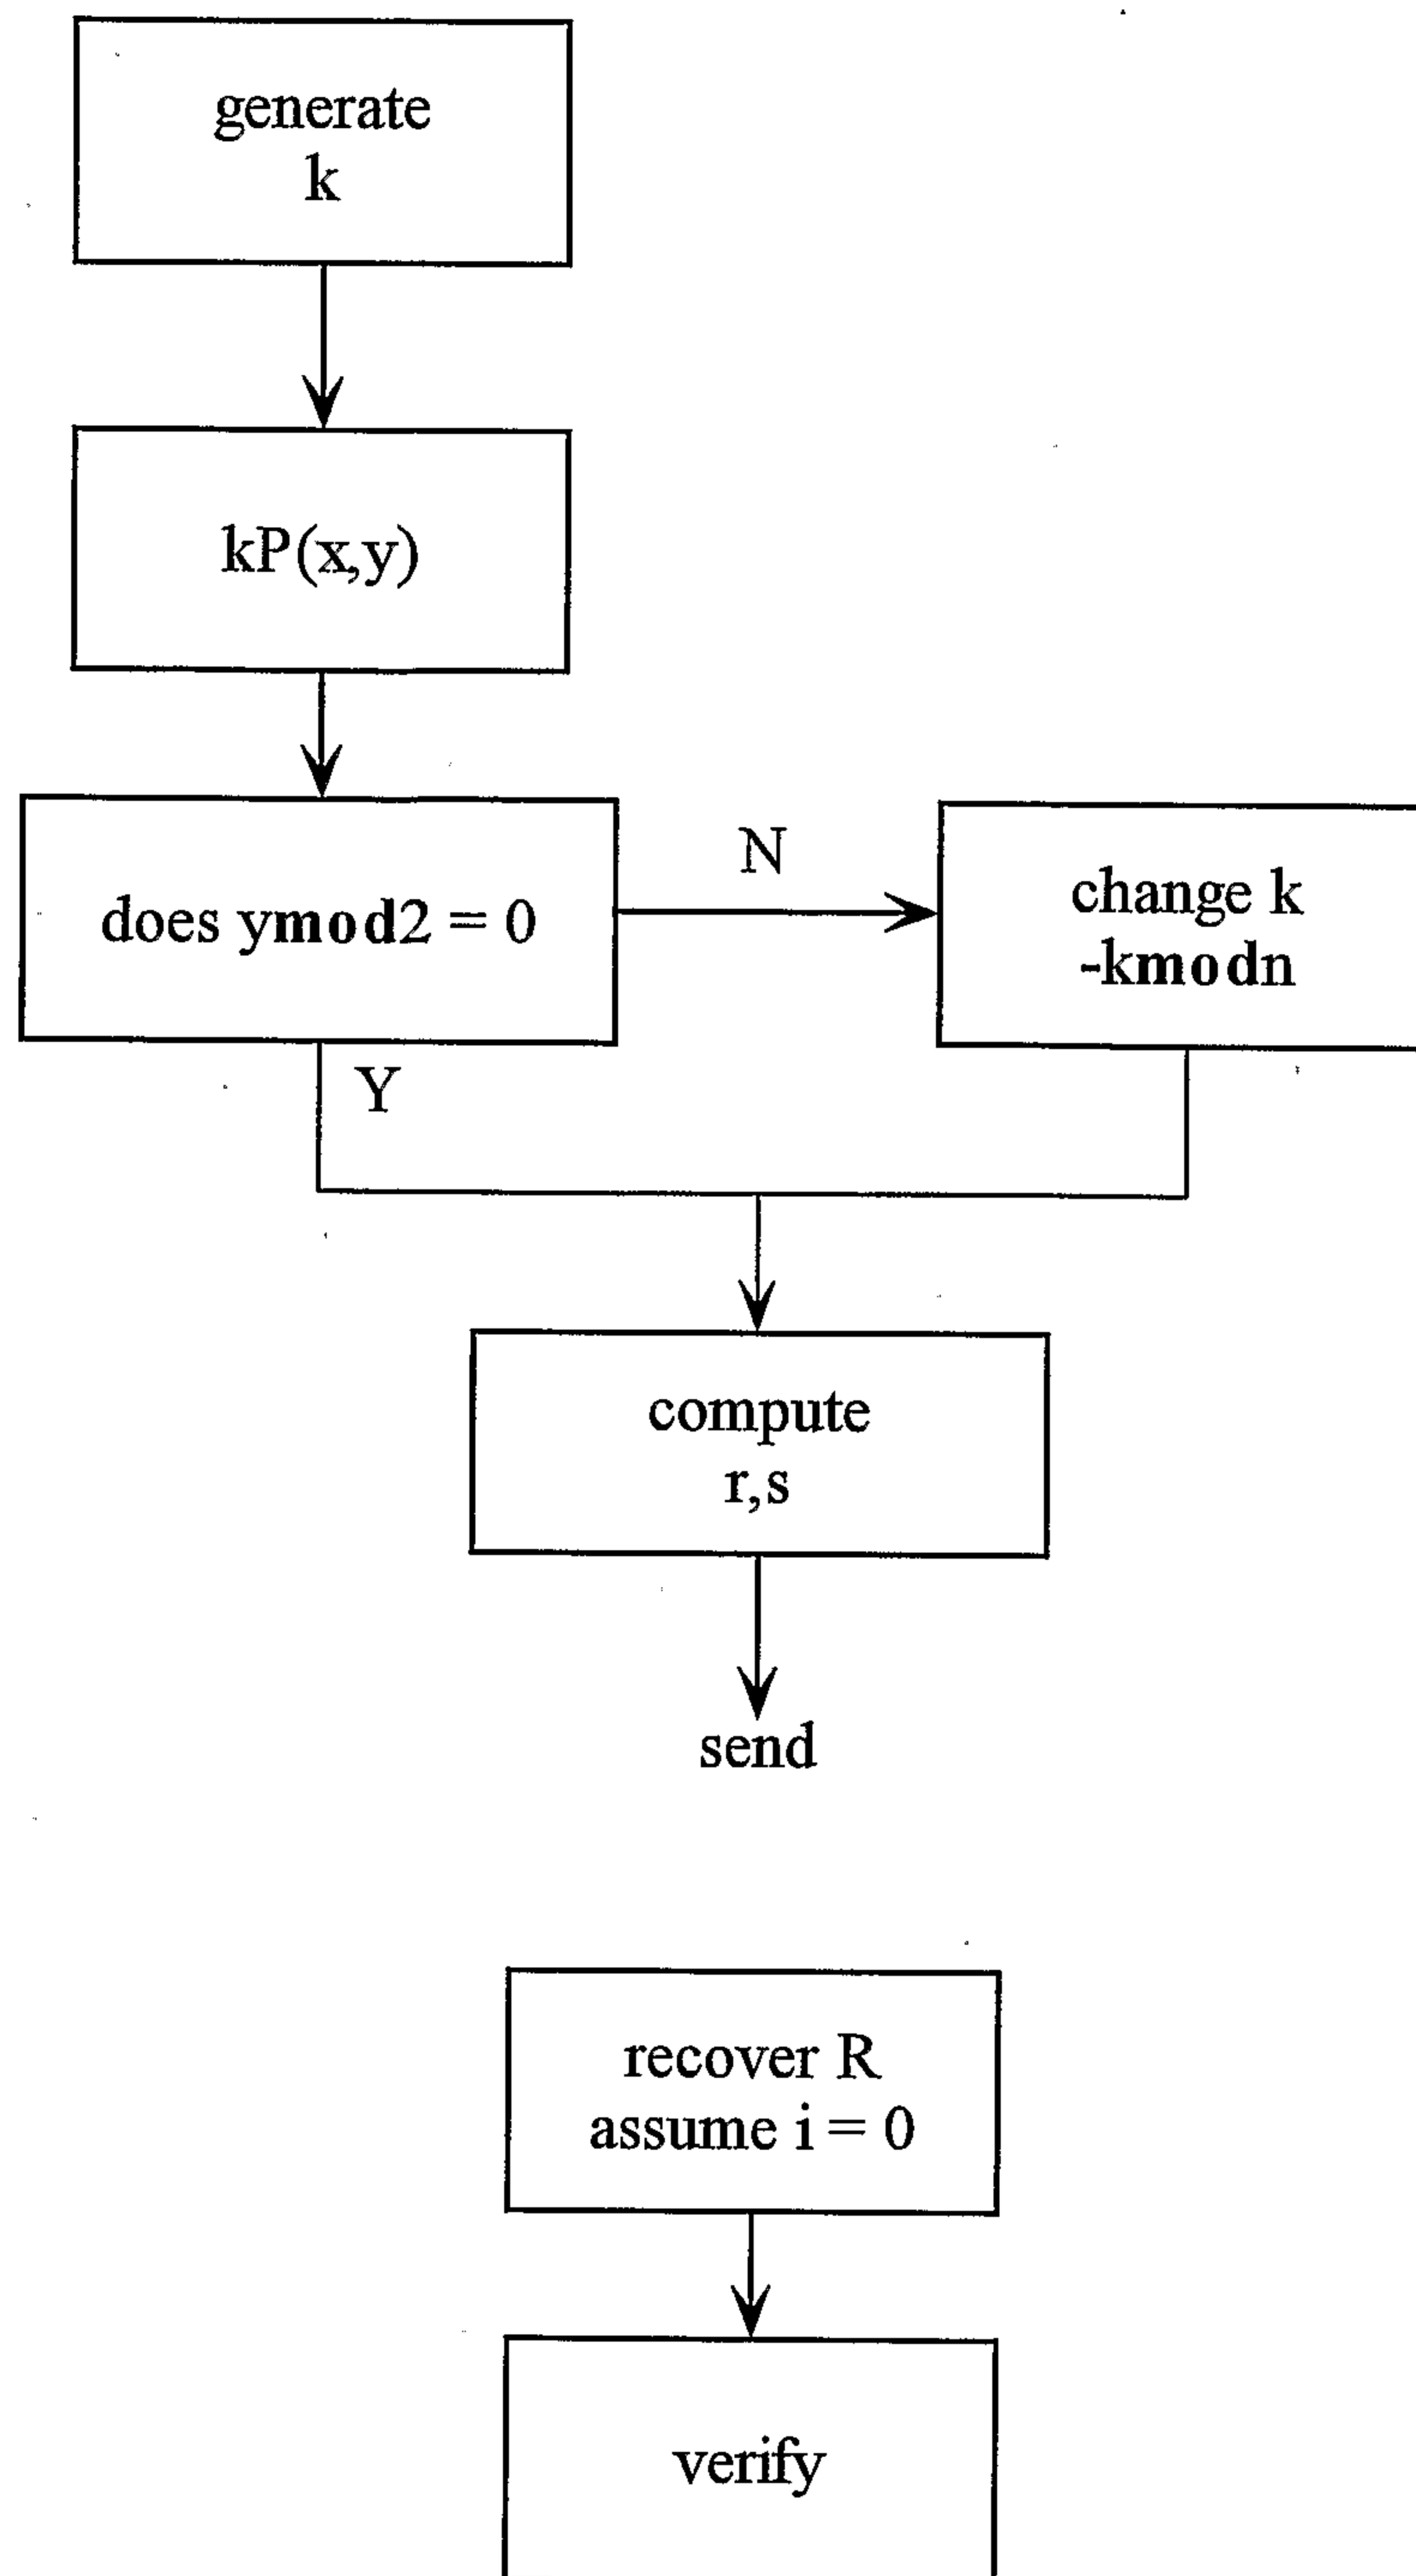 generate
k
kP(x,y)
does ymod2 = 0
N
change k
-kmodn
Y
compute
r,s
send
recover R
assume i = 0
verify